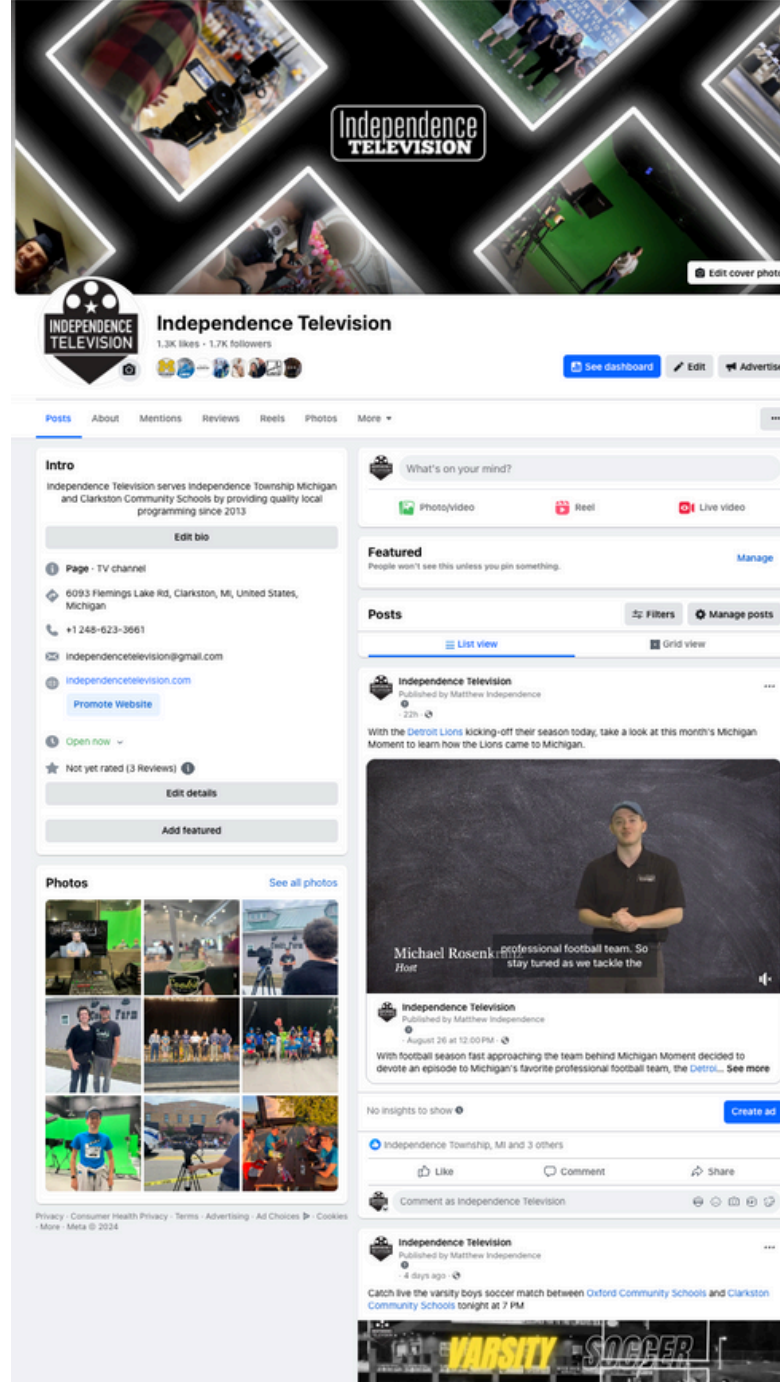 Independence
TELEVISION
Edit cover photo
INDEPENDENCE
TELEVISION
Independence Television
1.3K likes • 1.7K followers
See dashboard
Edit
Advertise
Posts
About
Mentions
Reviews
Reels
Photos
More
Intro
Independence Television serves Independence Township Michigan
and Clarkston Community Schools by providing quality local
programming since 2013
Edit bio
Page · TV channel
6093 Flemings Lake Rd, Clarkston, MI, United States,
Michigan
+1 248-623-3661
independencetelevision@gmail.com
independencetelevision.com
Promote Website
Open now
Not yet rated (3 Reviews)
Edit details
Add featured
Photos
See all photos
Privacy · Consumer Health Privacy · Terms · Advertising · Ad Choices · Cookies
· More · Meta © 2024
What's on your mind?
Photo/video
Reel
Live video
Featured
People won't see this unless you pin something.
Manage
Posts
Filters
Manage posts
List view
Grid view
Independence Television
Published by Matthew Independence
· 22h ·
With the Detroit Lions kicking-off their season today, take a look at this month's Michigan
Moment to learn how the Lions came to Michigan.
Michael
Host
professional football team. So
stay tuned as we tackle the
Independence Television
Published by Matthew Independence
· August 26 at 12:00 PM ·
With football season fast approaching the team behind Michigan Moment decided to
devote an episode to Michigan's favorite professional football team, the Detroi... See more
No insights to show
Create ad
Independence Township, MI and 3 others
Like
Comment
Share
Comment as Independence Television
Independence Television
Published by Matthew Independence
· 4 days ago ·
Catch live the varsity boys soccer match between Oxford Community Schools and Clarkston
Community Schools tonight at 7 PM
VARSITY SOCCER